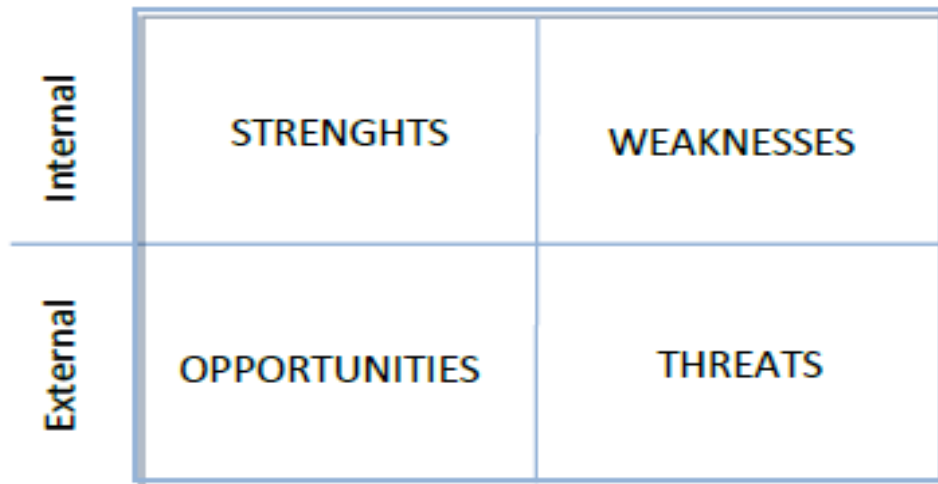 Internal
STRENGHTS
WEAKNESSES
External
OPPORTUNITIES
THREATS